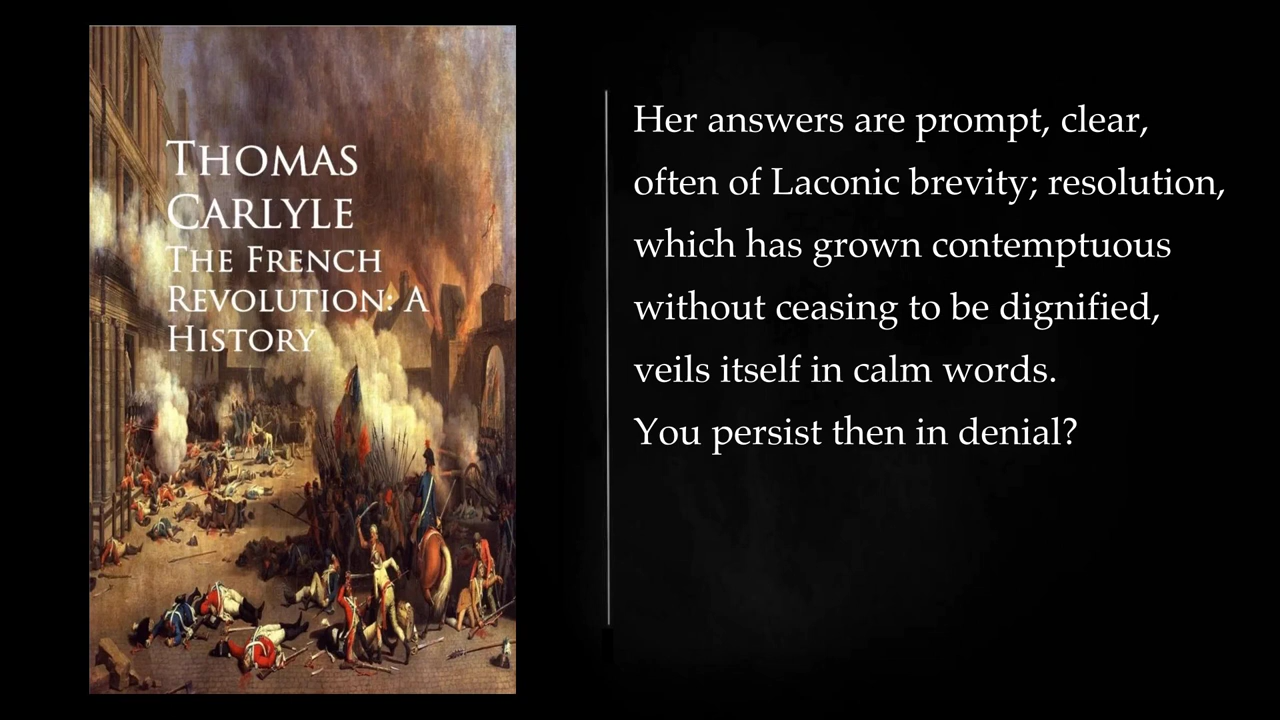 THOMAS
CARLYLE
THE FRENCH
REVOLUTION: A
HISTORY
Her answers are prompt, clear,
often of Laconic brevity; resolution,
which has grown contemptuous
without ceasing to be dignified,
veils itself in calm words.
You persist then in denial?